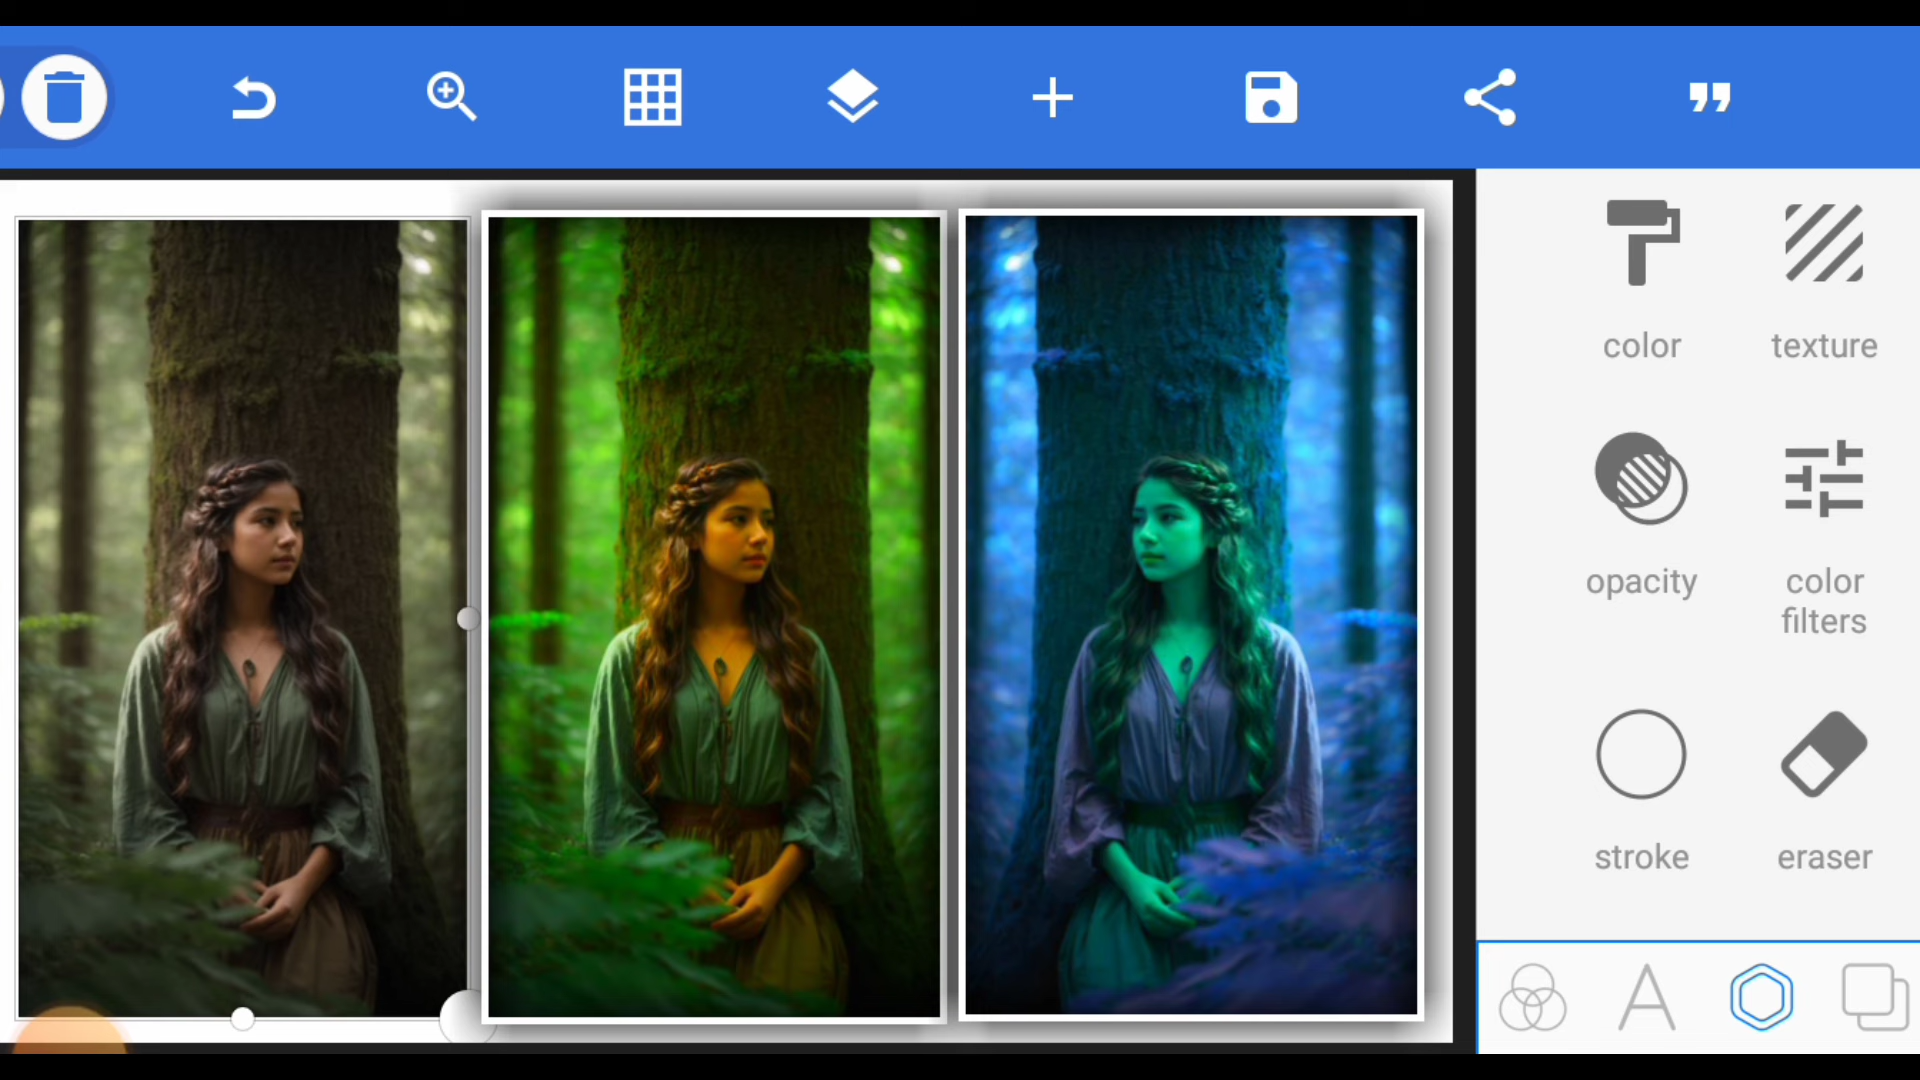 color
texture
opacity
color
filters
stroke
eraser